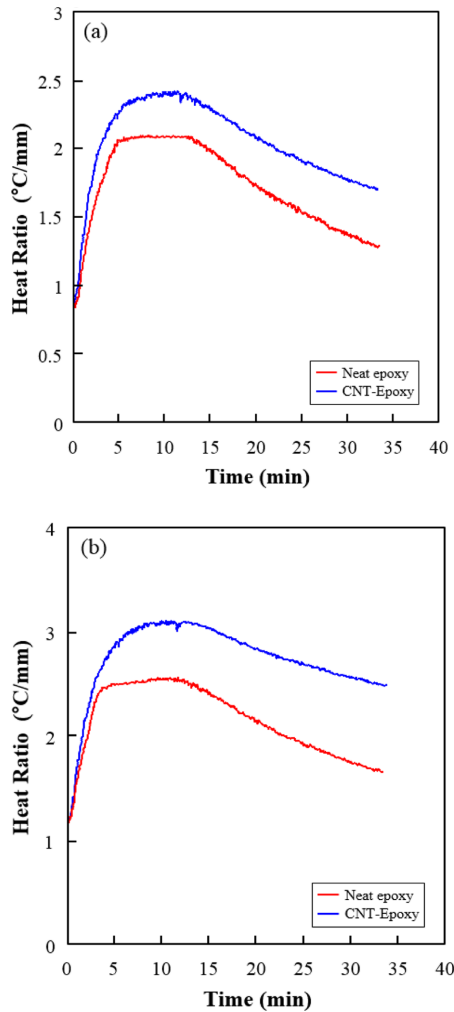 (a)
Heat Ratio (°C/mm)
3
2.5
2
1.5
1
0.5
0
0 5 10 15 20 25 30 35 40
Time (min)
Neat epoxy
CNT-Epoxy
(b)
Heat Ratio (°C/mm)
4
3
2
1
0
0 5 10 15 20 25 30 35 40
Time (min)
Neat epoxy
CNT-Epoxy